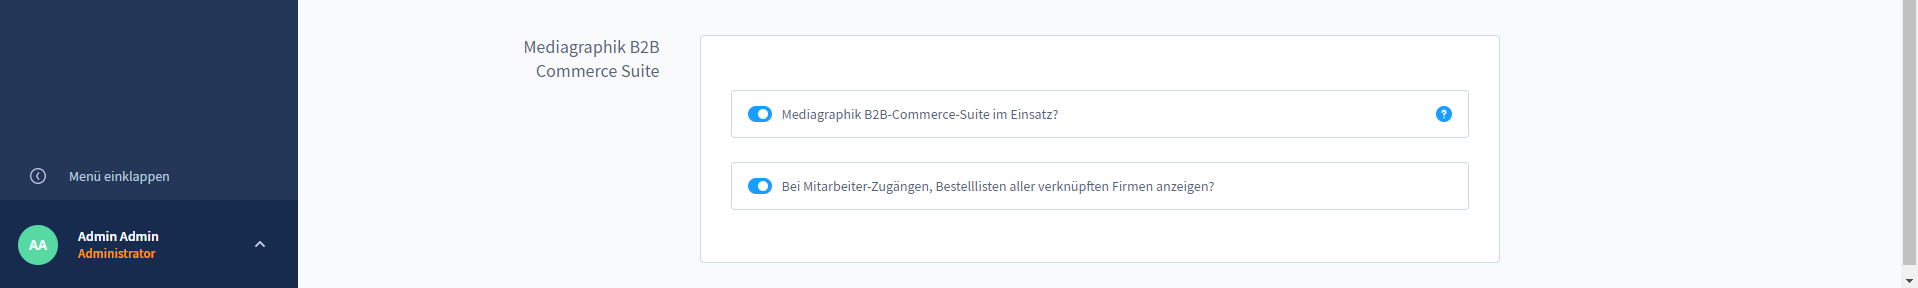 Mediagraphik B2B
Commerce Suite
Mediagraphik B2B-Commerce-Suite im Einsatz?
?
Bei Mitarbeiter-Zugängen, Bestelllisten aller verknüpften Firmen anzeigen?
Menü einklappen
AA
Admin Admin
Administrator